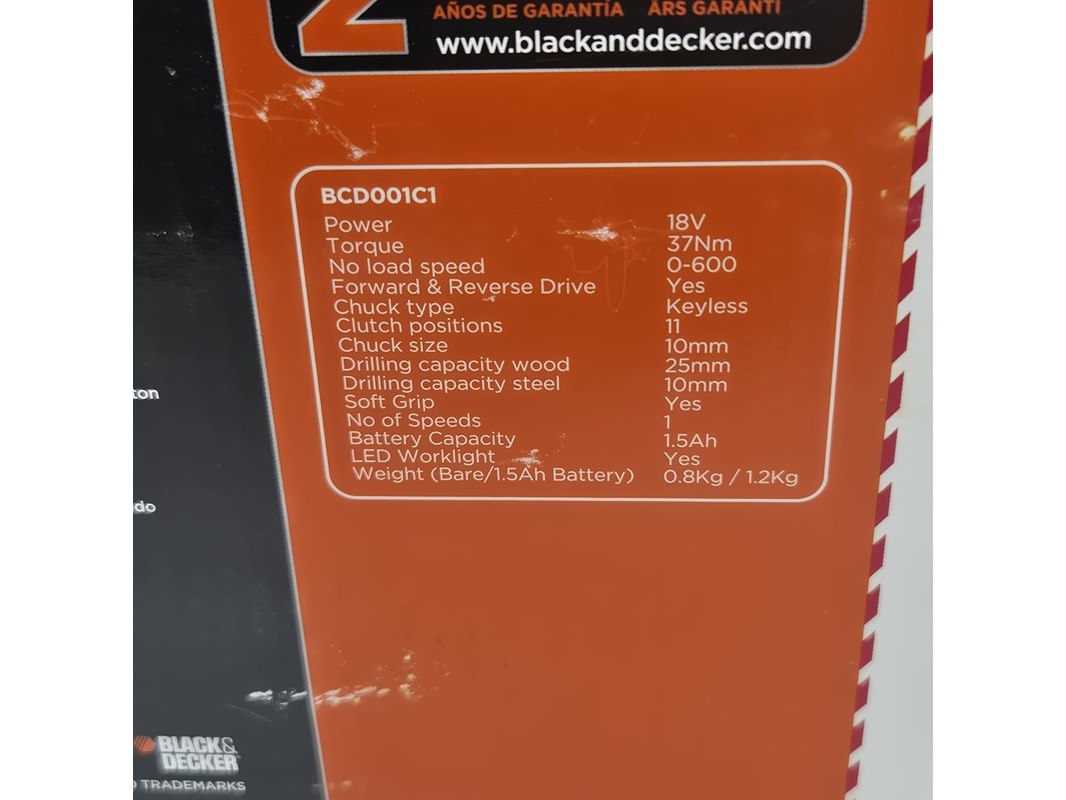 2
AÑOS DE GARANTÍA ÅRS GARANTI
www.blackanddecker.com
BCD001C1
Power 18V
Torque 37Nm
No load speed 0-600
Forward & Reverse Drive Yes
Chuck type Keyless
Clutch positions 11
Chuck size 10mm
Drilling capacity wood 25mm
Drilling capacity steel 10mm
Soft Grip Yes
No of Speeds 1
Battery Capacity 1.5Ah
LED Worklight Yes
Weight (Bare/1.5Ah Battery) 0.8Kg / 1.2Kg
ton
do
BLACK&
DECKER
TRADEMARKS